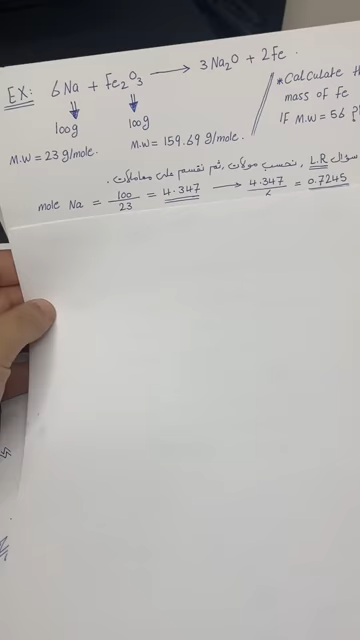 EX: 6Na + Fe₂O₃ ⟶ 3Na₂O + 2Fe.
100g 100g
M.W = 23 g/mole. M.W = 159.69 g/mole.
*Calculate
mass of Fe
IF M.W = 56
سؤال L.R, نحسب مولات, ثم نقسم على معاملات.
mole Na = 100/23 = 4.347 ⟶ 4.347/6 = 0.7245